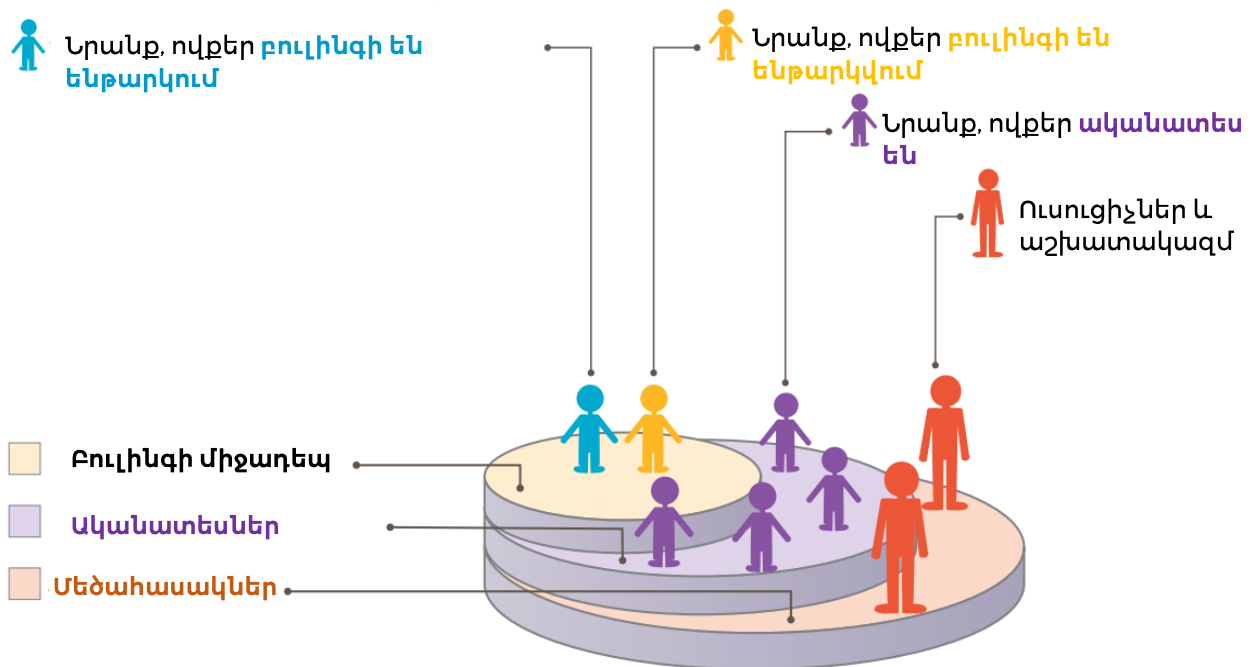 Նրանք, ովքեր բուլինգի են
ենթարկում
Նրանք, ովքեր բուլինգի են
ենթարկվում
Նրանք, ովքեր ականատես
են
Ուսուցիչներ և
աշխատակազմ
Բուլինգի միջադեպ
Ականատեսներ
Մեծահասակներ